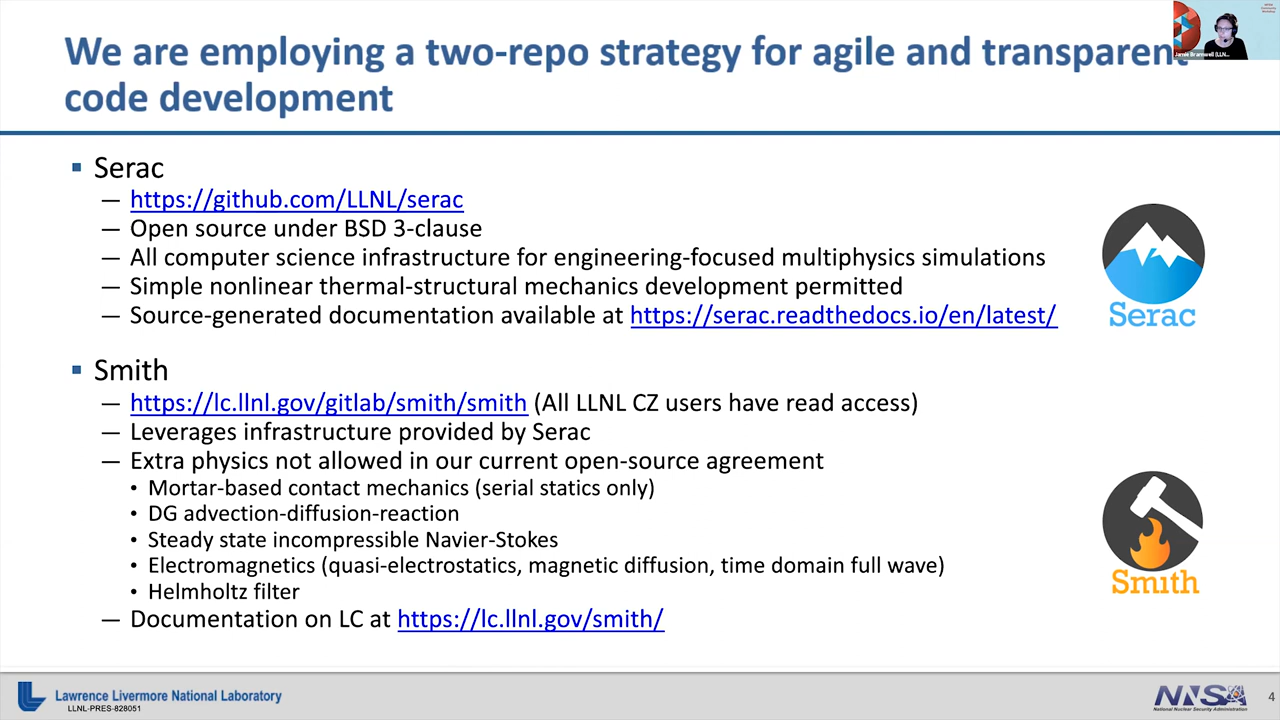 We are employing a two-repo strategy for agile and transparent
code development
Jamie Bramwell (LLN...
▪ Serac
— https://github.com/LLNL/serac
— Open source under BSD 3-clause
— All computer science infrastructure for engineering-focused multiphysics simulations
— Simple nonlinear thermal-structural mechanics development permitted
— Source-generated documentation available at https://serac.readthedocs.io/en/latest/
Serac
▪ Smith
— https://lc.llnl.gov/gitlab/smith/smith (All LLNL CZ users have read access)
— Leverages infrastructure provided by Serac
— Extra physics not allowed in our current open-source agreement
• Mortar-based contact mechanics (serial statics only)
• DG advection-diffusion-reaction
• Steady state incompressible Navier-Stokes
• Electromagnetics (quasi-electrostatics, magnetic diffusion, time domain full wave)
• Helmholtz filter
— Documentation on LC at https://lc.llnl.gov/smith/
Smith
Lawrence Livermore National Laboratory
LLNL-PRES-828051
NNSA
National Nuclear Security Administration
4